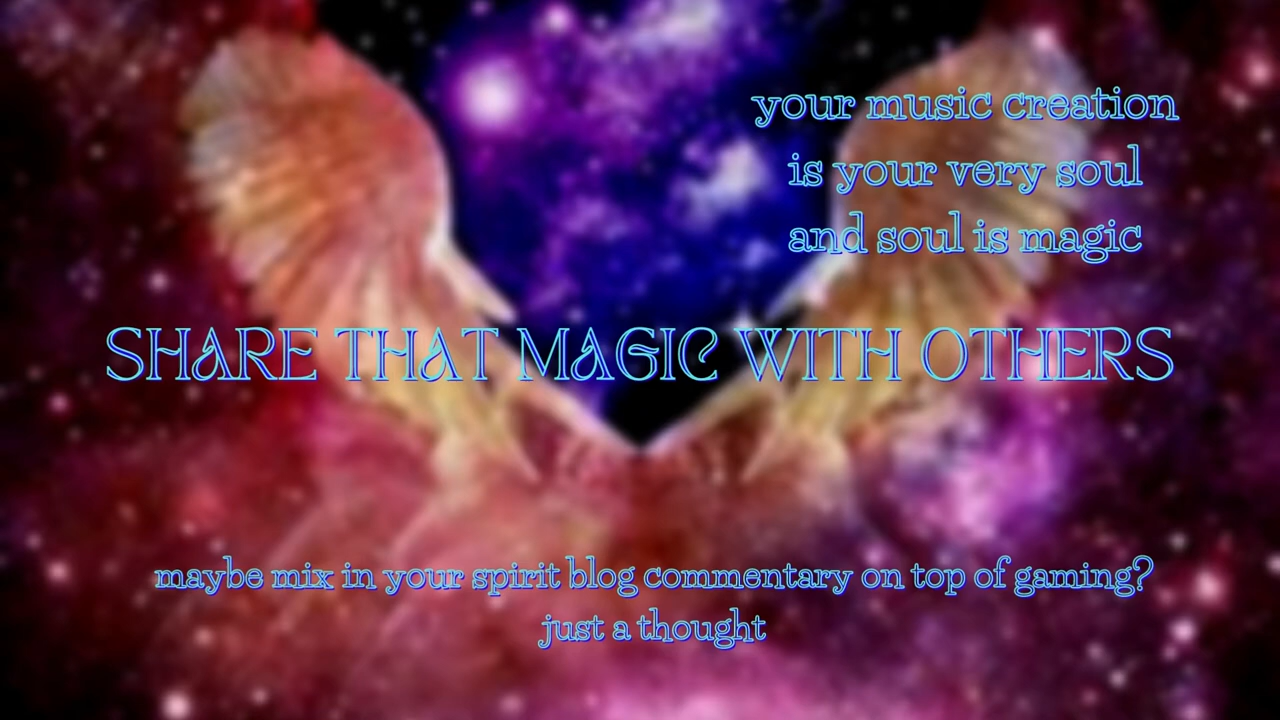 your music creation
is your very soul
and soul is magic
SHARE THAT MAGIC WITH OTHERS
maybe mix in your spirit blog commentary on top of gaming?
just a thought